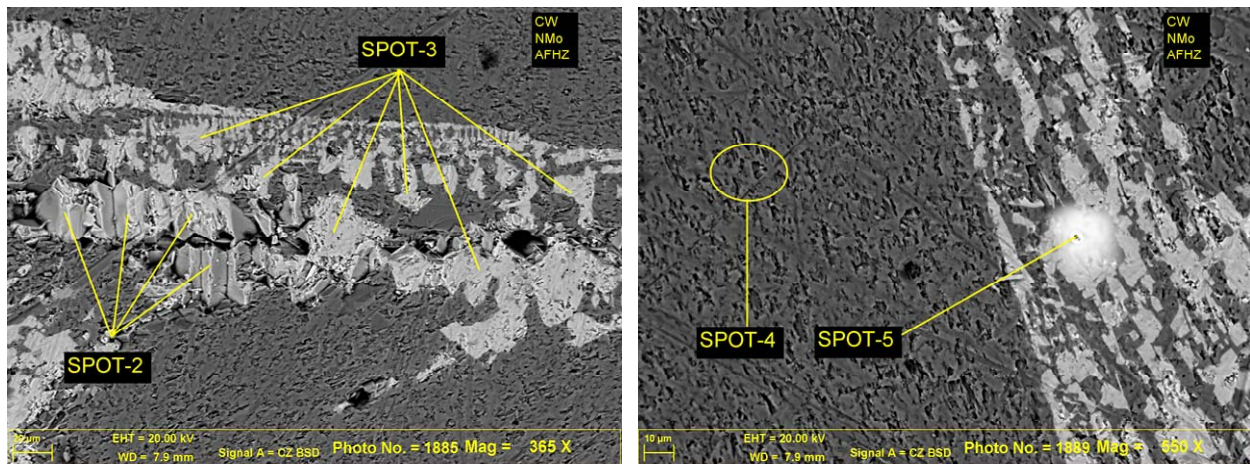 CW
NMo
AFHZ
SPOT-3
SPOT-2
20 µm
EHT = 20.00 kV
WD = 7.9 mm
Signal A = CZ BSD
Photo No. = 1885
Mag = 365 X
CW
NMo
AFHZ
SPOT-4
SPOT-5
10 µm
EHT = 20.00 kV
WD = 7.9 mm
Signal A = CZ BSD
Photo No. = 1889
Mag = 550 X